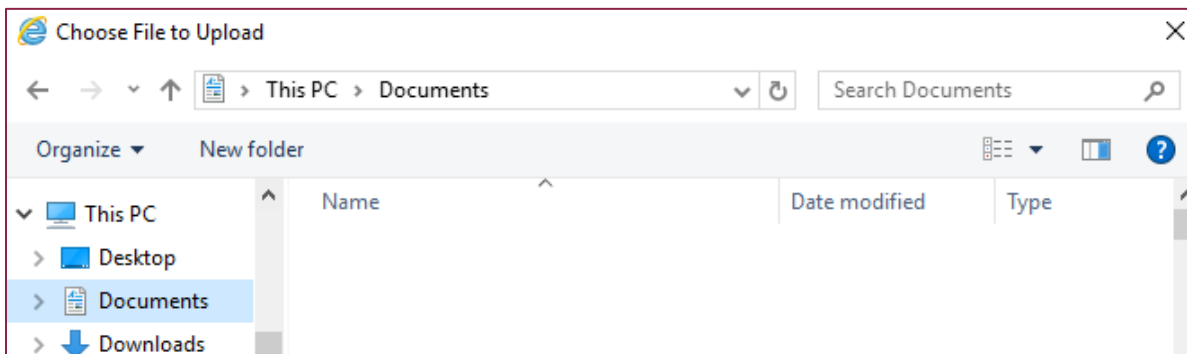 Choose File to Upload
This PC > Documents
Search Documents
Organize
New folder
?
Name
Date modified
Type
This PC
Desktop
Documents
Downloads